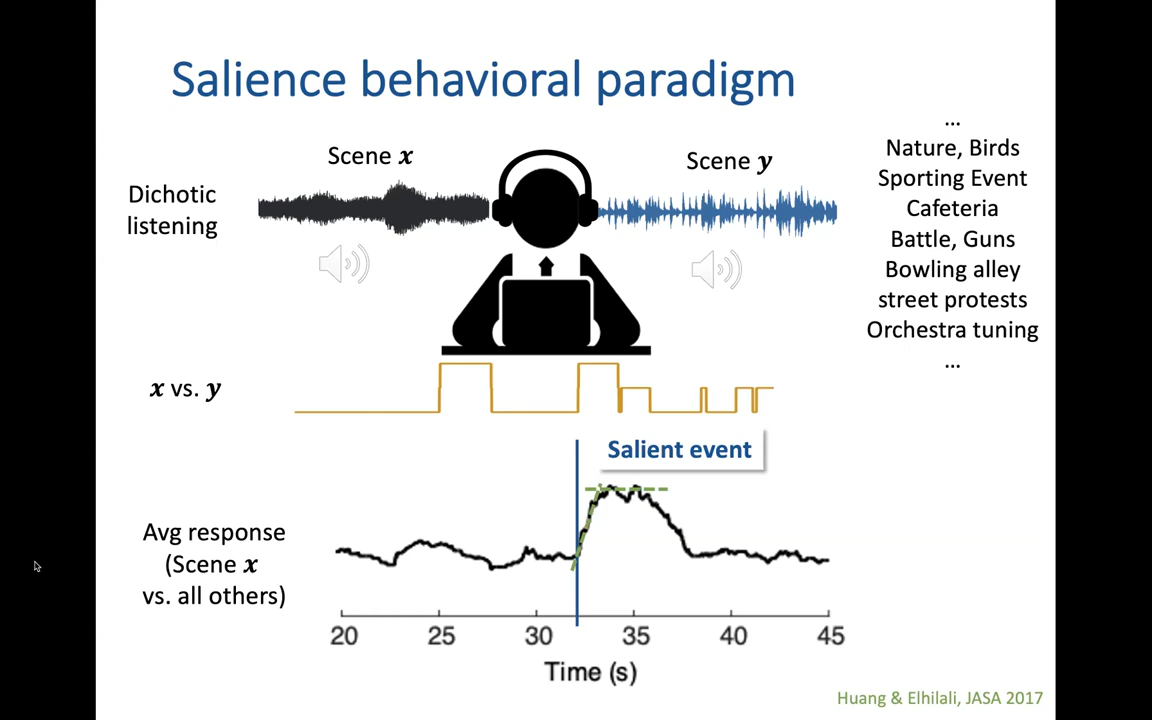 Salience behavioral paradigm
Scene x
Scene y
Dichotic
listening
...
Nature, Birds
Sporting Event
Cafeteria
Battle, Guns
Bowling alley
street protests
Orchestra tuning
...
x vs. y
Salient event
Avg response
(Scene x
vs. all others)
20 25 30 35 40 45
Time (s)
Huang & Elhilali, JASA 2017